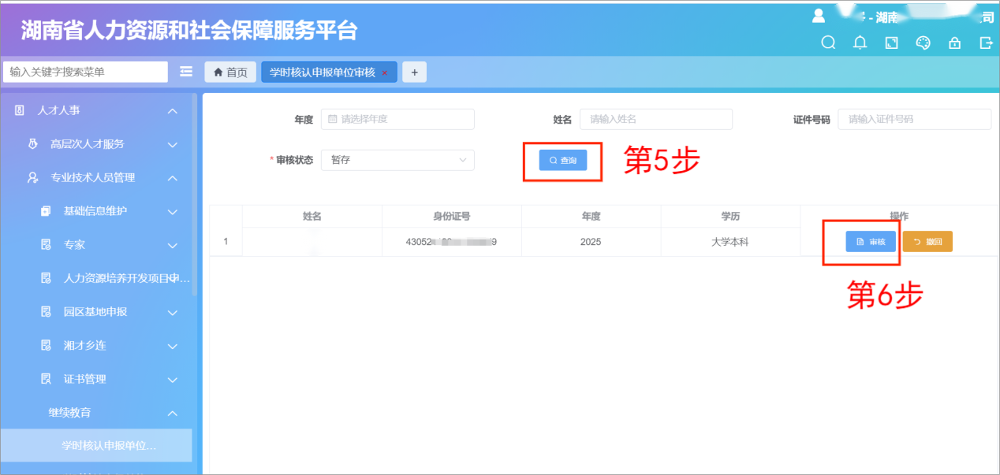 - 湖南
司
湖南省人力资源和社会保障服务平台
输入关键字搜索菜单
首页
学时核认申报单位审核 ×
+
人才人事
高层次人才服务
专业技术人员管理
基础信息维护
专家
人力资源培养开发项目申...
园区基地申报
湘才乡连
证书管理
继续教育
学时核认申报单位...
年度 请选择年度
姓名 请输入姓名
证件号码 请输入证件号码
* 审核状态 暂存
查询
第5步
姓名 身份证号 年度 学历 操作
1 43052 9 2025 大学本科 审核 撤回
第6步